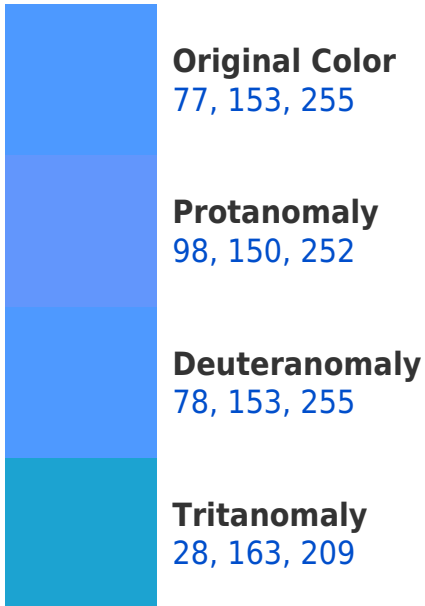 Original Color
77, 153, 255
Protanomaly
98, 150, 252
Deuteranomaly
78, 153, 255
Tritanomaly
28, 163, 209